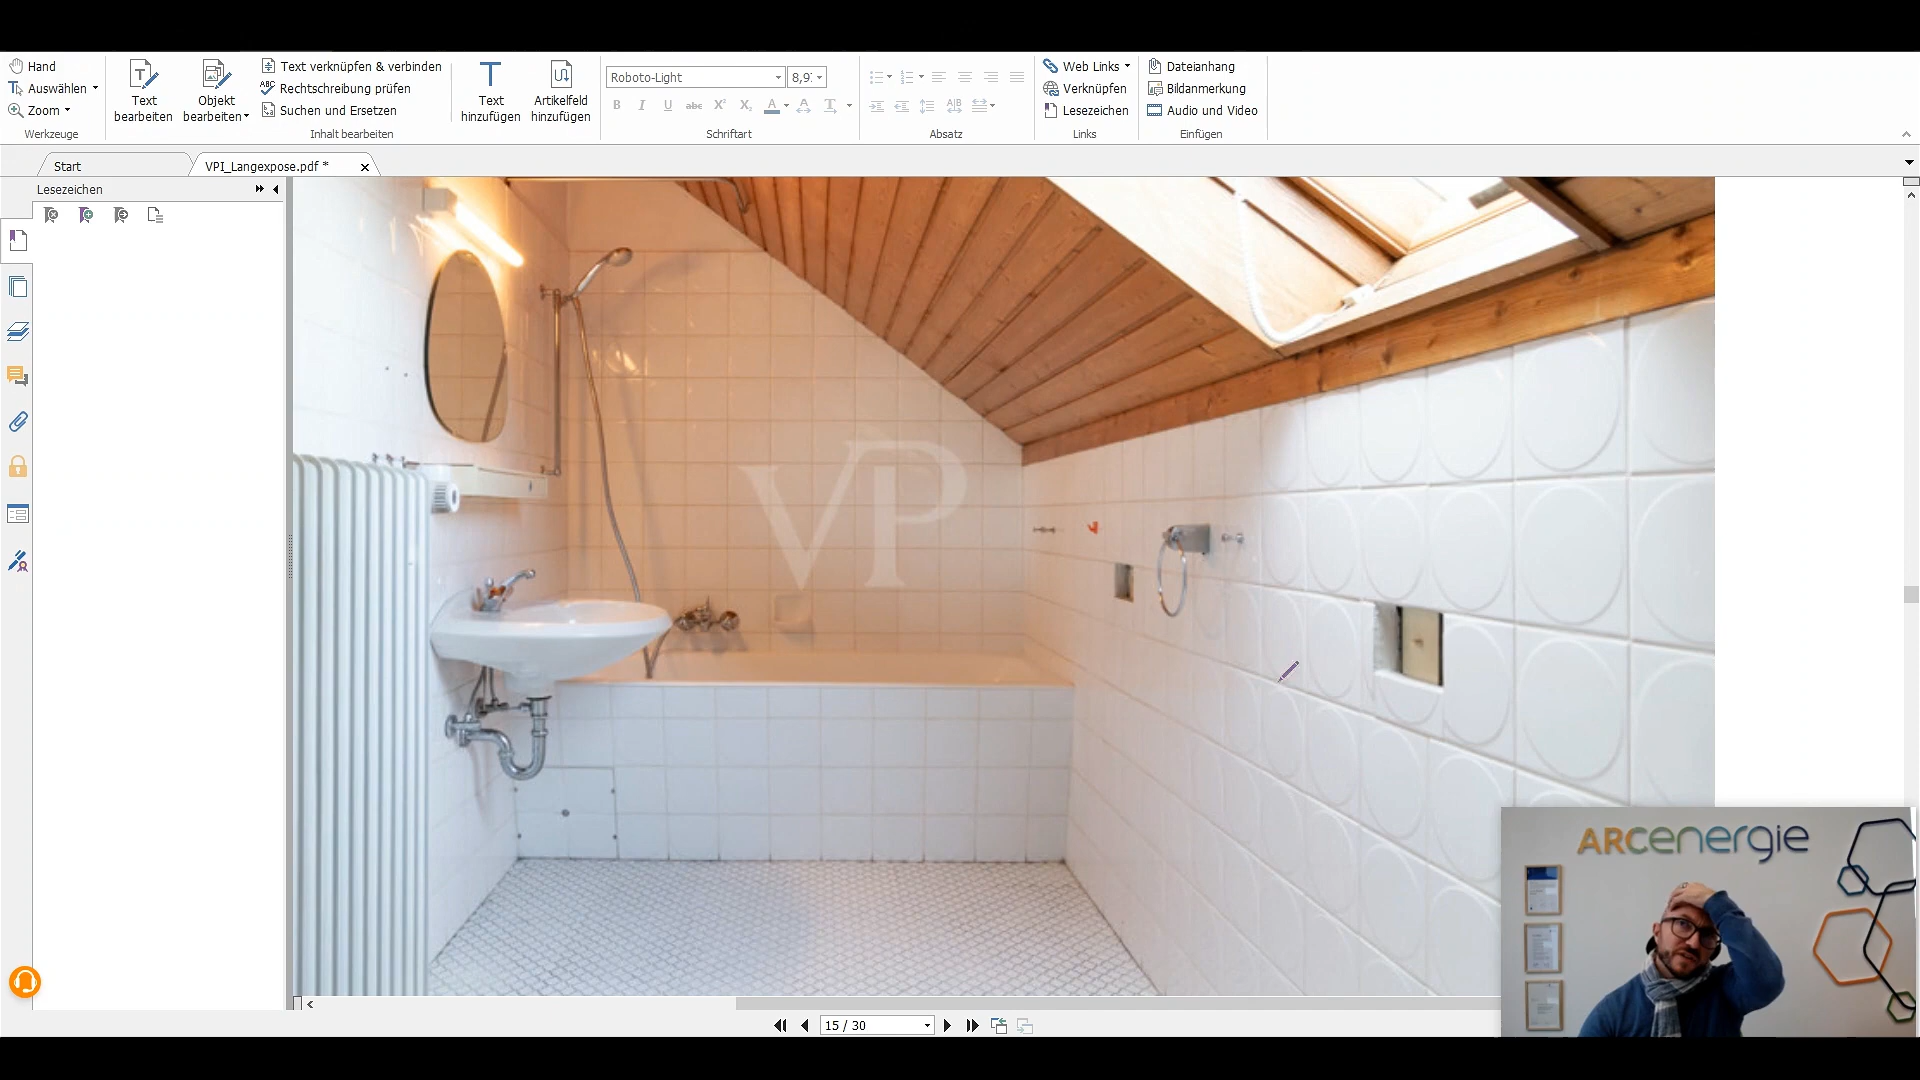 Hand
Auswählen
Zoom
Werkzeuge
Text bearbeiten
Objekt bearbeiten
Text verknüpfen & verbinden
Rechtschreibung prüfen
Suchen und Ersetzen
Inhalt bearbeiten
Text hinzufügen
Artikelfeld hinzufügen
Roboto-Light
8,9
Schriftart
Absatz
Web Links
Verknüpfen
Lesezeichen
Links
Dateianhang
Bildanmerkung
Audio und Video
Einfügen
Start
VPI_Langexpose.pdf *
Lesezeichen
VP
15 / 30
ARCenergie